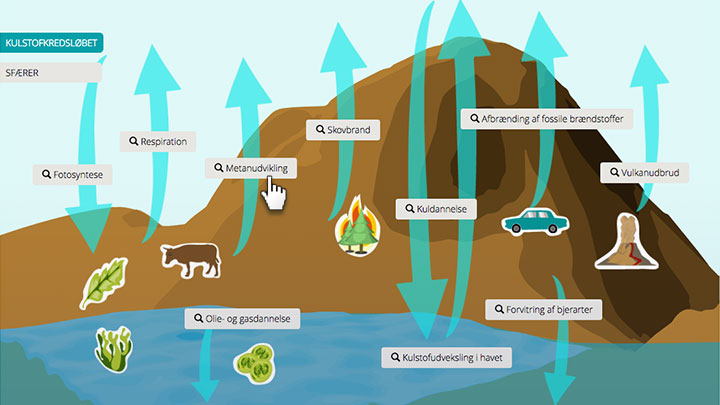 KULSTOFKREDSLØBET
SFÆRER
Skovbrand
Afbrænding af fossile brændstoffer
Respiration
Metanudvikling
Fotosyntese
Vulkanudbrud
Kuldannelse
Forvitring af bjerarter
Olie- og gasdannelse
Kulstofudveksling i havet